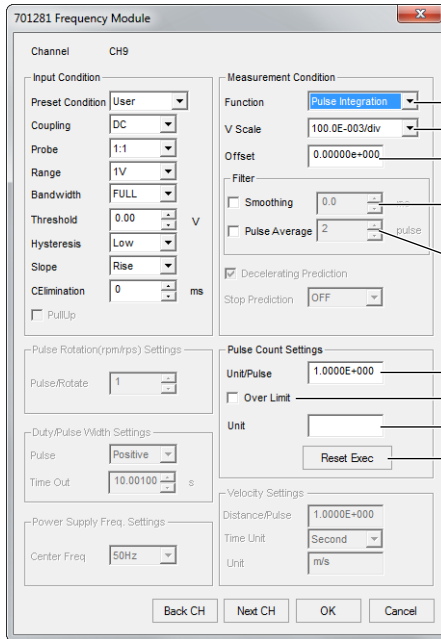 701281 Frequency Module
x
Channel CH9
Input Condition
Preset Condition User
Coupling DC
Probe 1:1
Range 1V
Bandwidth FULL
Threshold 0.00 V
Hysteresis Low
Slope Rise
CElimination 0 ms
PullUp
Measurement Condition
Function Pulse Integration
V Scale 100.0E-003/div
Offset 0.00000e+000
Filter
Smoothing 0.0
Pulse Average 2 pulse
Decelerating Prediction
Stop Prediction OFF
Pulse Rotation(rpm/rps) Settings
Pulse/Rotate 1
Pulse Count Settings
Unit/Pulse 1.0000E+000
Over Limit
Unit
Reset Exec
Duty/Pulse Width Settings
Pulse Positive
Time Out 10.00100 s
Power Supply Freq. Settings
Center Freq 50Hz
Velocity Settings
Distance/Pulse 1.0000E+000
Time Unit Second
Unit m/s
Back CH Next CH OK Cancel